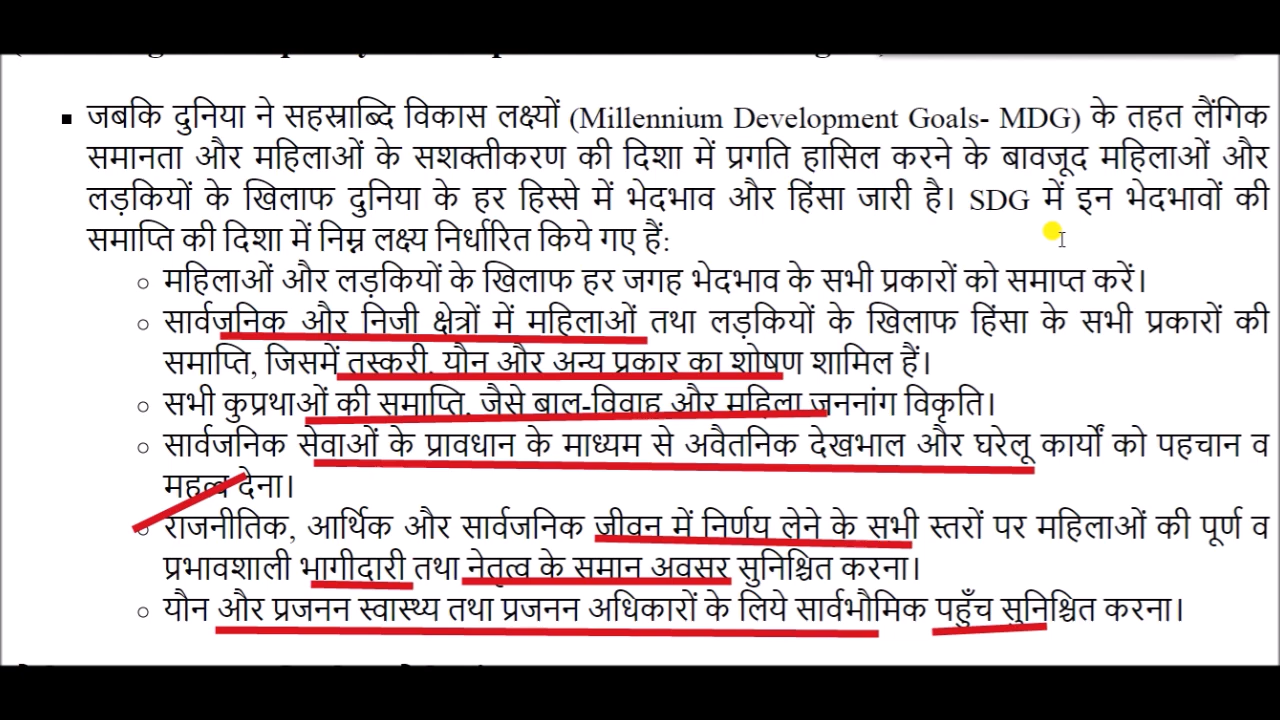 जबकि दुनिया ने सहस्राब्दि विकास लक्ष्यों (Millennium Development Goals- MDG) के तहत लैंगिक
समानता और महिलाओं के सशक्तीकरण की दिशा में प्रगति हासिल करने के बावजूद महिलाओं और
लड़कियों के खिलाफ दुनिया के हर हिस्से में भेदभाव और हिंसा जारी है। SDG में इन भेदभावों की
समाप्ति की दिशा में निम्न लक्ष्य निर्धारित किये गए हैं:
महिलाओं और लड़कियों के खिलाफ हर जगह भेदभाव के सभी प्रकारों को समाप्त करें।
सार्वजनिक और निजी क्षेत्रों में महिलाओं तथा लड़कियों के खिलाफ हिंसा के सभी प्रकारों की
समाप्ति, जिसमें तस्करी, यौन और अन्य प्रकार का शोषण शामिल हैं।
सभी कुप्रथाओं की समाप्ति, जैसे बाल-विवाह और महिला जननांग विकृति।
सार्वजनिक सेवाओं के प्रावधान के माध्यम से अवैतनिक देखभाल और घरेलू कार्यों को पहचान व
महत्व देना।
राजनीतिक, आर्थिक और सार्वजनिक जीवन में निर्णय लेने के सभी स्तरों पर महिलाओं की पूर्ण व
प्रभावशाली भागीदारी तथा नेतृत्व के समान अवसर सुनिश्चित करना।
यौन और प्रजनन स्वास्थ्य तथा प्रजनन अधिकारों के लिये सार्वभौमिक पहुँच सुनिश्चित करना।